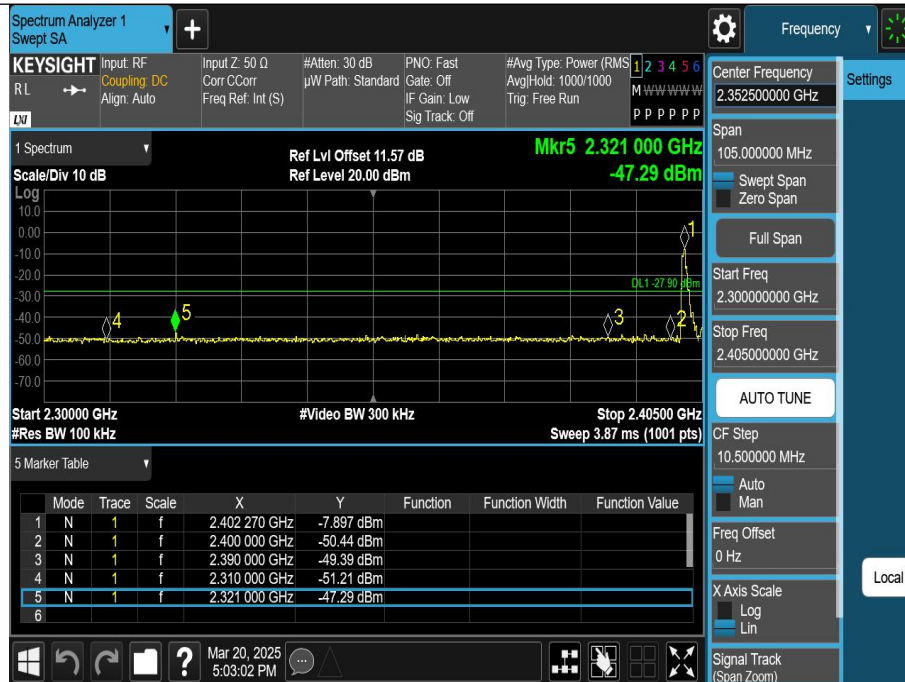 Spectrum Analyzer 1
Swept SA
+
Frequency
KEYSIGHT
RL
LXI
Input: RF
Coupling: DC
Align: Auto
Input Z: 50 Ω
Corr CCorr
Freq Ref: Int (S)
#Atten: 30 dB
µW Path: Standard
PNO: Fast
Gate: Off
IF Gain: Low
Sig Track: Off
#Avg Type: Power (RMS
Avg|Hold: 1000/1000
Trig: Free Run
1 2 3 4 5 6
M W W W W W
P P P P P P
1 Spectrum
Scale/Div 10 dB
Ref Lvl Offset 11.57 dB
Ref Level 20.00 dBm
Mkr5 2.321 000 GHz
-47.29 dBm
Log
10.0
0.00
-10.0
-20.0
-30.0
-40.0
-50.0
-60.0
-70.0
DL1 -27.90 dBm
1
2
3
4
5
Start 2.30000 GHz
#Res BW 100 kHz
#Video BW 300 kHz
Stop 2.40500 GHz
Sweep 3.87 ms (1001 pts)
5 Marker Table
Mode Trace Scale X Y Function Function Width Function Value
1 N 1 f 2.402 270 GHz -7.897 dBm
2 N 1 f 2.400 000 GHz -50.44 dBm
3 N 1 f 2.390 000 GHz -49.39 dBm
4 N 1 f 2.310 000 GHz -51.21 dBm
5 N 1 f 2.321 000 GHz -47.29 dBm
6
?
Mar 20, 2025
5:03:02 PM
Center Frequency
2.352500000 GHz
Settings
Span
105.000000 MHz
Swept Span
Zero Span
Full Span
Start Freq
2.300000000 GHz
Stop Freq
2.405000000 GHz
AUTO TUNE
CF Step
10.500000 MHz
Auto
Man
Freq Offset
0 Hz
Local
X Axis Scale
Log
Lin
Signal Track
(Span Zoom)